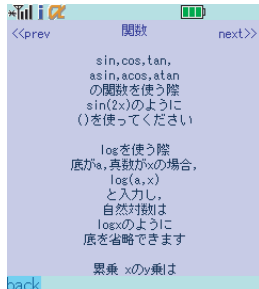 <<prev 関数 next>>
sin,cos,tan,
asin,acos,atan
の関数を使う際
sin(2x)のように
()を使ってください
logを使う際
底がa,真数がxの場合,
log(a,x)
と入力し,
自然対数は
logxのように
底を省略できます
累乗 xのy乗は
back